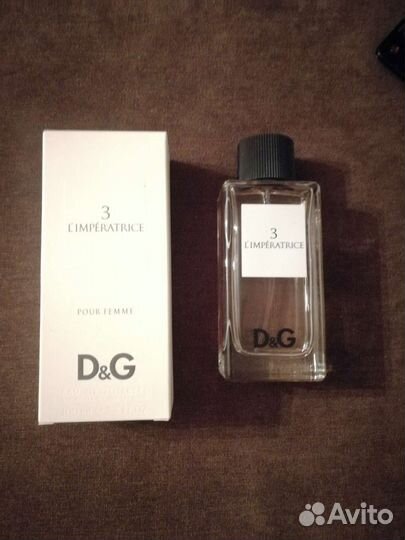 3
L'IMPÉRATRICE
POUR FEMME
D&G
3
L'IMPÉRATRICE
D&G
Avito